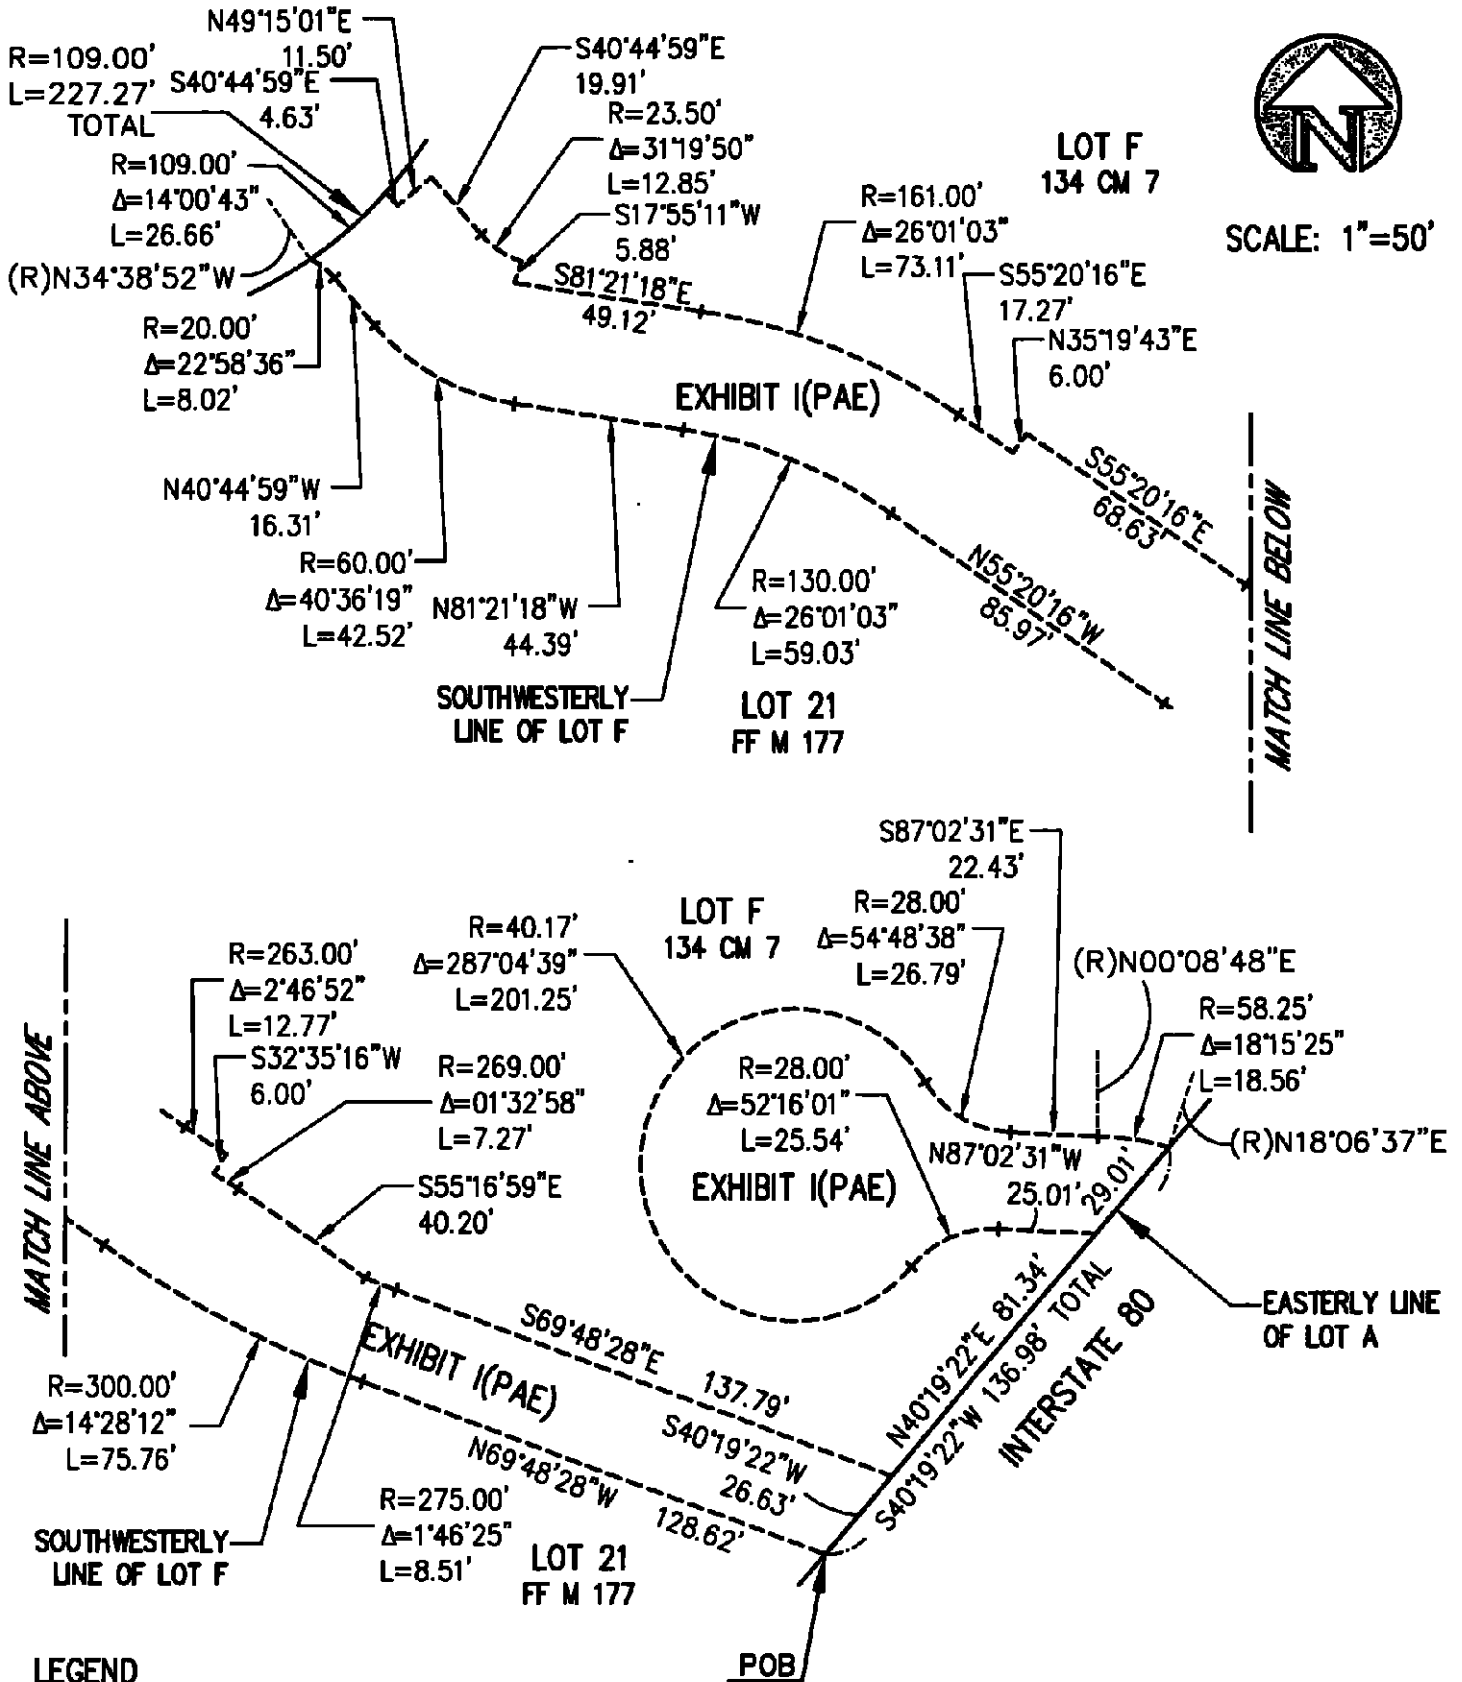 N49°15'01"E
11.50'
R=109.00'
L=227.27'
TOTAL
S40°44'59"E
4.63'
S40°44'59"E
19.91'
R=109.00'
Δ=14°00'43"
L=26.66'
(R)N34°38'52"W
R=23.50'
Δ=31°19'50"
L=12.85'
S17°55'11"W
5.88'
S81°21'18"E
49.12'
LOT F
134 CM 7
N
SCALE: 1"=50'
R=161.00'
Δ=26°01'03"
L=73.11'
S55°20'16"E
17.27'
N35°19'43"E
6.00'
R=20.00'
Δ=22°58'36"
L=8.02'
EXHIBIT I(PAE)
N40°44'59"W
16.31'
S55°20'16"E
68.63'
R=60.00'
Δ=40°36'19"
L=42.52'
N81°21'18"W
44.39'
R=130.00'
Δ=26°01'03"
L=59.03'
N55°20'16"W
85.97'
MATCH LINE BELOW
SOUTHWESTERLY
LINE OF LOT F
LOT 21
FF M 177
S87°02'31"E
22.43'
LOT F
134 CM 7
R=28.00'
Δ=54°48'38"
L=26.79'
R=40.17'
Δ=287°04'39"
L=201.25'
R=263.00'
Δ=2°46'52"
L=12.77'
(R)N00°08'48"E
R=58.25'
Δ=18°15'25"
L=18.56'
S32°35'16"W
6.00'
R=269.00'
Δ=01°32'58"
L=7.27'
R=28.00'
Δ=52°16'01"
L=25.54'
(R)N18°06'37"E
N87°02'31"W
25.01'
29.01'
MATCH LINE ABOVE
S55°16'59"E
40.20'
EXHIBIT I(PAE)
EASTERLY LINE
OF LOT A
S69°48'28"E
137.79'
N40°19'22"E 81.34'
S40°19'22"W 136.98' TOTAL
INTERSTATE 80
EXHIBIT I(PAE)
R=300.00'
Δ=14°28'12"
L=75.76'
S40°19'22"W
26.63'
N69°48'28"W
128.62'
R=275.00'
Δ=1°46'25"
L=8.51'
SOUTHWESTERLY
LINE OF LOT F
LOT 21
FF M 177
POB
LEGEND